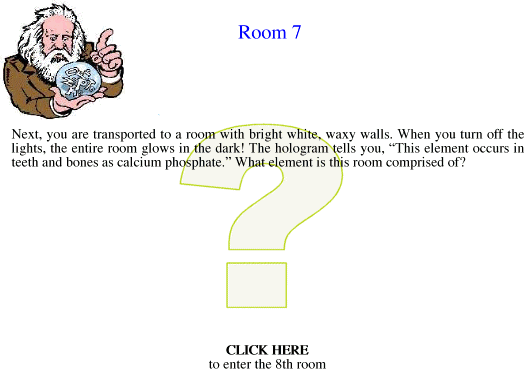 Room 7
Next, you are transported to a room with bright white, waxy walls. When you turn off the
lights, the entire room glows in the dark! The hologram tells you, “This element occurs in
teeth and bones as calcium phosphate.” What element is this room comprised of?
?
CLICK HERE
to enter the 8th room